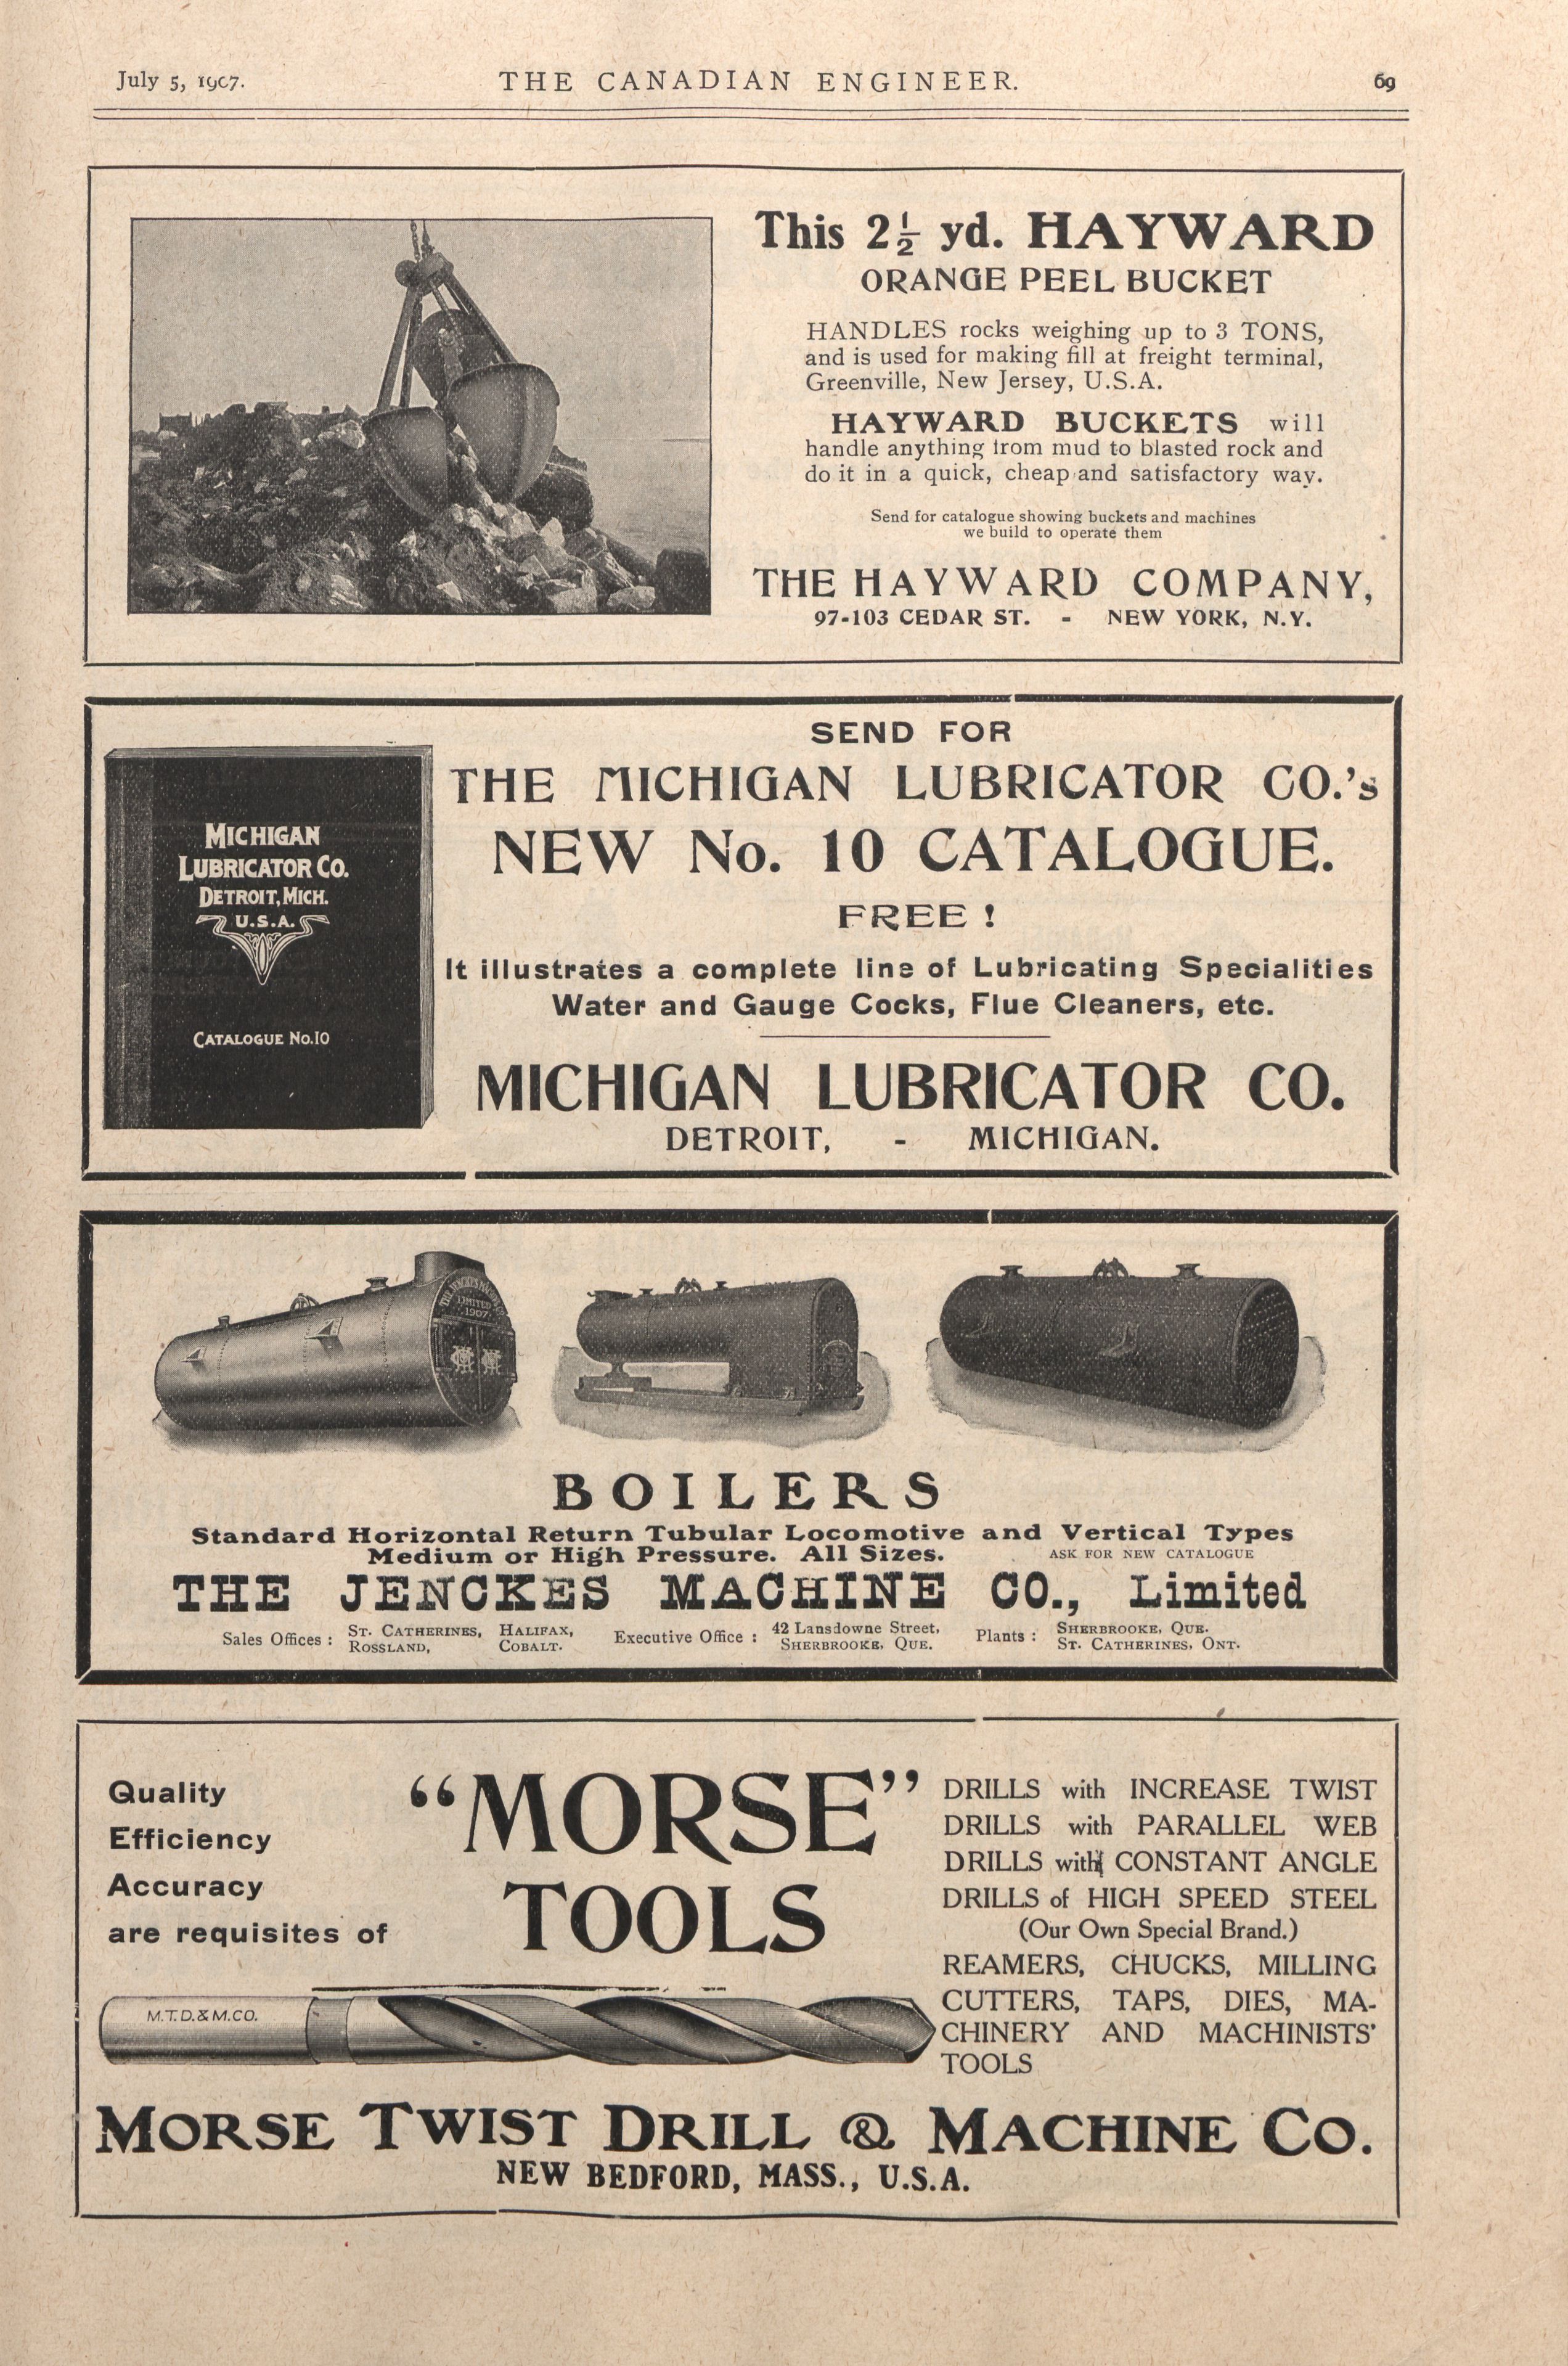 July 5, 1907.
THE CANADIAN ENGINEER.
69
This 2½ yd. HAYWARD
ORANGE PEEL BUCKET
HANDLES rocks weighing up to 3 TONS,
and is used for making fill at freight terminal,
Greenville, New Jersey, U.S.A.
HAYWARD BUCKETS will
handle anything from mud to blasted rock and
do it in a quick, cheap and satisfactory way.
Send for catalogue showing buckets and machines
we build to operate them
THE HAYWARD COMPANY,
97-103 CEDAR ST. - NEW YORK, N.Y.
MICHIGAN
LUBRICATOR CO.
DETROIT, MICH.
U.S.A.
CATALOGUE No. 10
SEND FOR
THE MICHIGAN LUBRICATOR CO.'s
NEW No. 10 CATALOGUE.
FREE !
It illustrates a complete line of Lubricating Specialities
Water and Gauge Cocks, Flue Cleaners, etc.
MICHIGAN LUBRICATOR CO.
DETROIT, - MICHIGAN.
THE JENCKES MACHINE CO
LIMITED
1907
BOILERS
Standard Horizontal Return Tubular Locomotive and Vertical Types
Medium or High Pressure. All Sizes. ASK FOR NEW CATALOGUE
THE JENCKES MACHINE CO., Limited
Sales Offices : ST. CATHERINES, HALIFAX,
ROSSLAND, COBALT.
Executive Office : 42 Lansdowne Street,
SHERBROOKE, QUE.
Plants : SHERBROOKE, QUE.
ST. CATHERINES, ONT.
Quality
Efficiency
Accuracy
are requisites of
"MORSE"
TOOLS
M.T.D.&M.CO.
DRILLS with INCREASE TWIST
DRILLS with PARALLEL WEB
DRILLS with CONSTANT ANGLE
DRILLS of HIGH SPEED STEEL
(Our Own Special Brand.)
REAMERS, CHUCKS, MILLING
CUTTERS, TAPS, DIES, MA-
CHINERY AND MACHINISTS'
TOOLS
MORSE TWIST DRILL & MACHINE CO.
NEW BEDFORD, MASS., U.S.A.